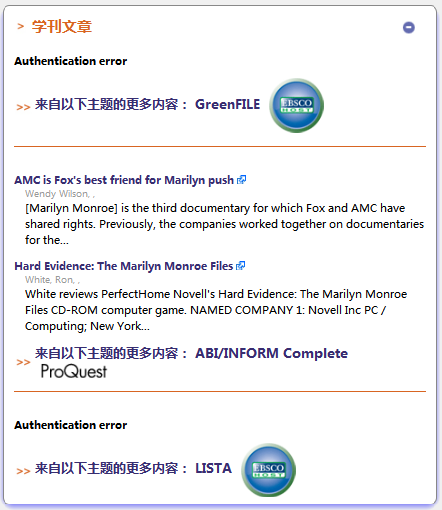 > 学刊文章
Authentication error
>> 来自以下主题的更多内容： GreenFILE
EBSCO
HOST
AMC is Fox's best friend for Marilyn push
Wendy Wilson, ,
[Marilyn Monroe] is the third documentary for which Fox and AMC have
shared rights. Previously, the companies worked together on documentaries
for the...
Hard Evidence: The Marilyn Monroe Files
White, Ron, ,
White reviews PerfectHome Novell's Hard Evidence: The Marilyn Monroe
Files CD-ROM computer game. NAMED COMPANY 1: Novell Inc PC /
Computing; New York...
>> 来自以下主题的更多内容： ABI/INFORM Complete
ProQuest
Authentication error
>> 来自以下主题的更多内容： LISTA
EBSCO
HOST